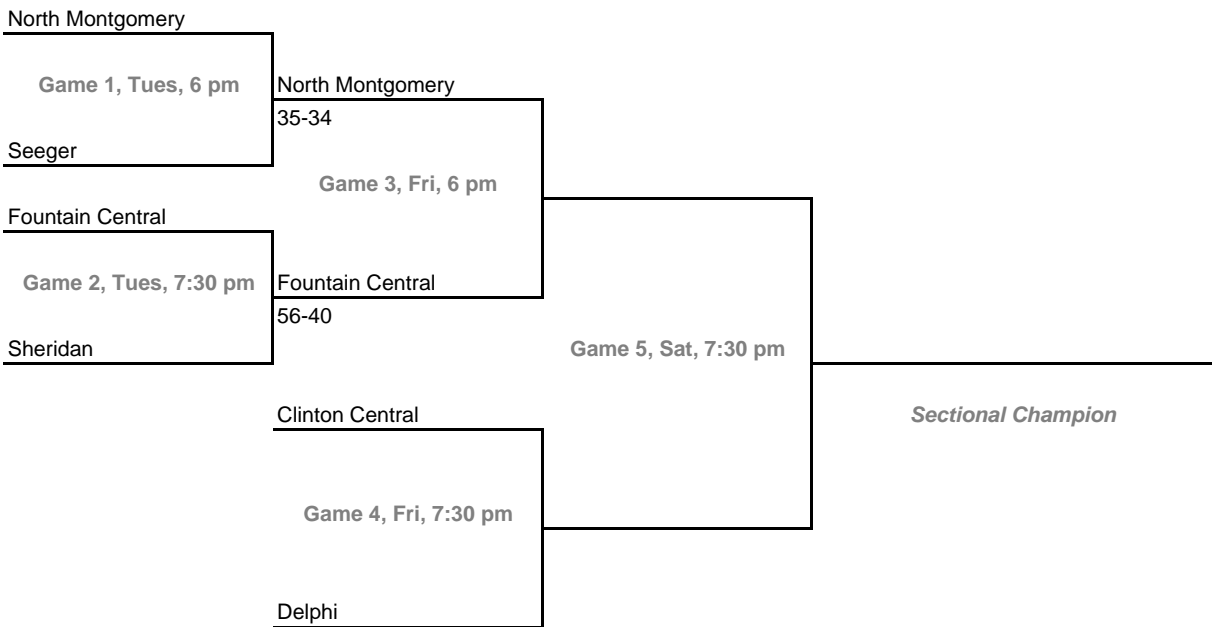 North Montgomery
Game 1, Tues, 6 pm
North Montgomery
35-34
Seeger
Game 3, Fri, 6 pm
Fountain Central
Game 2, Tues, 7:30 pm
Fountain Central
56-40
Sheridan
Game 5, Sat, 7:30 pm
Clinton Central
Sectional Champion
Game 4, Fri, 7:30 pm
Delphi